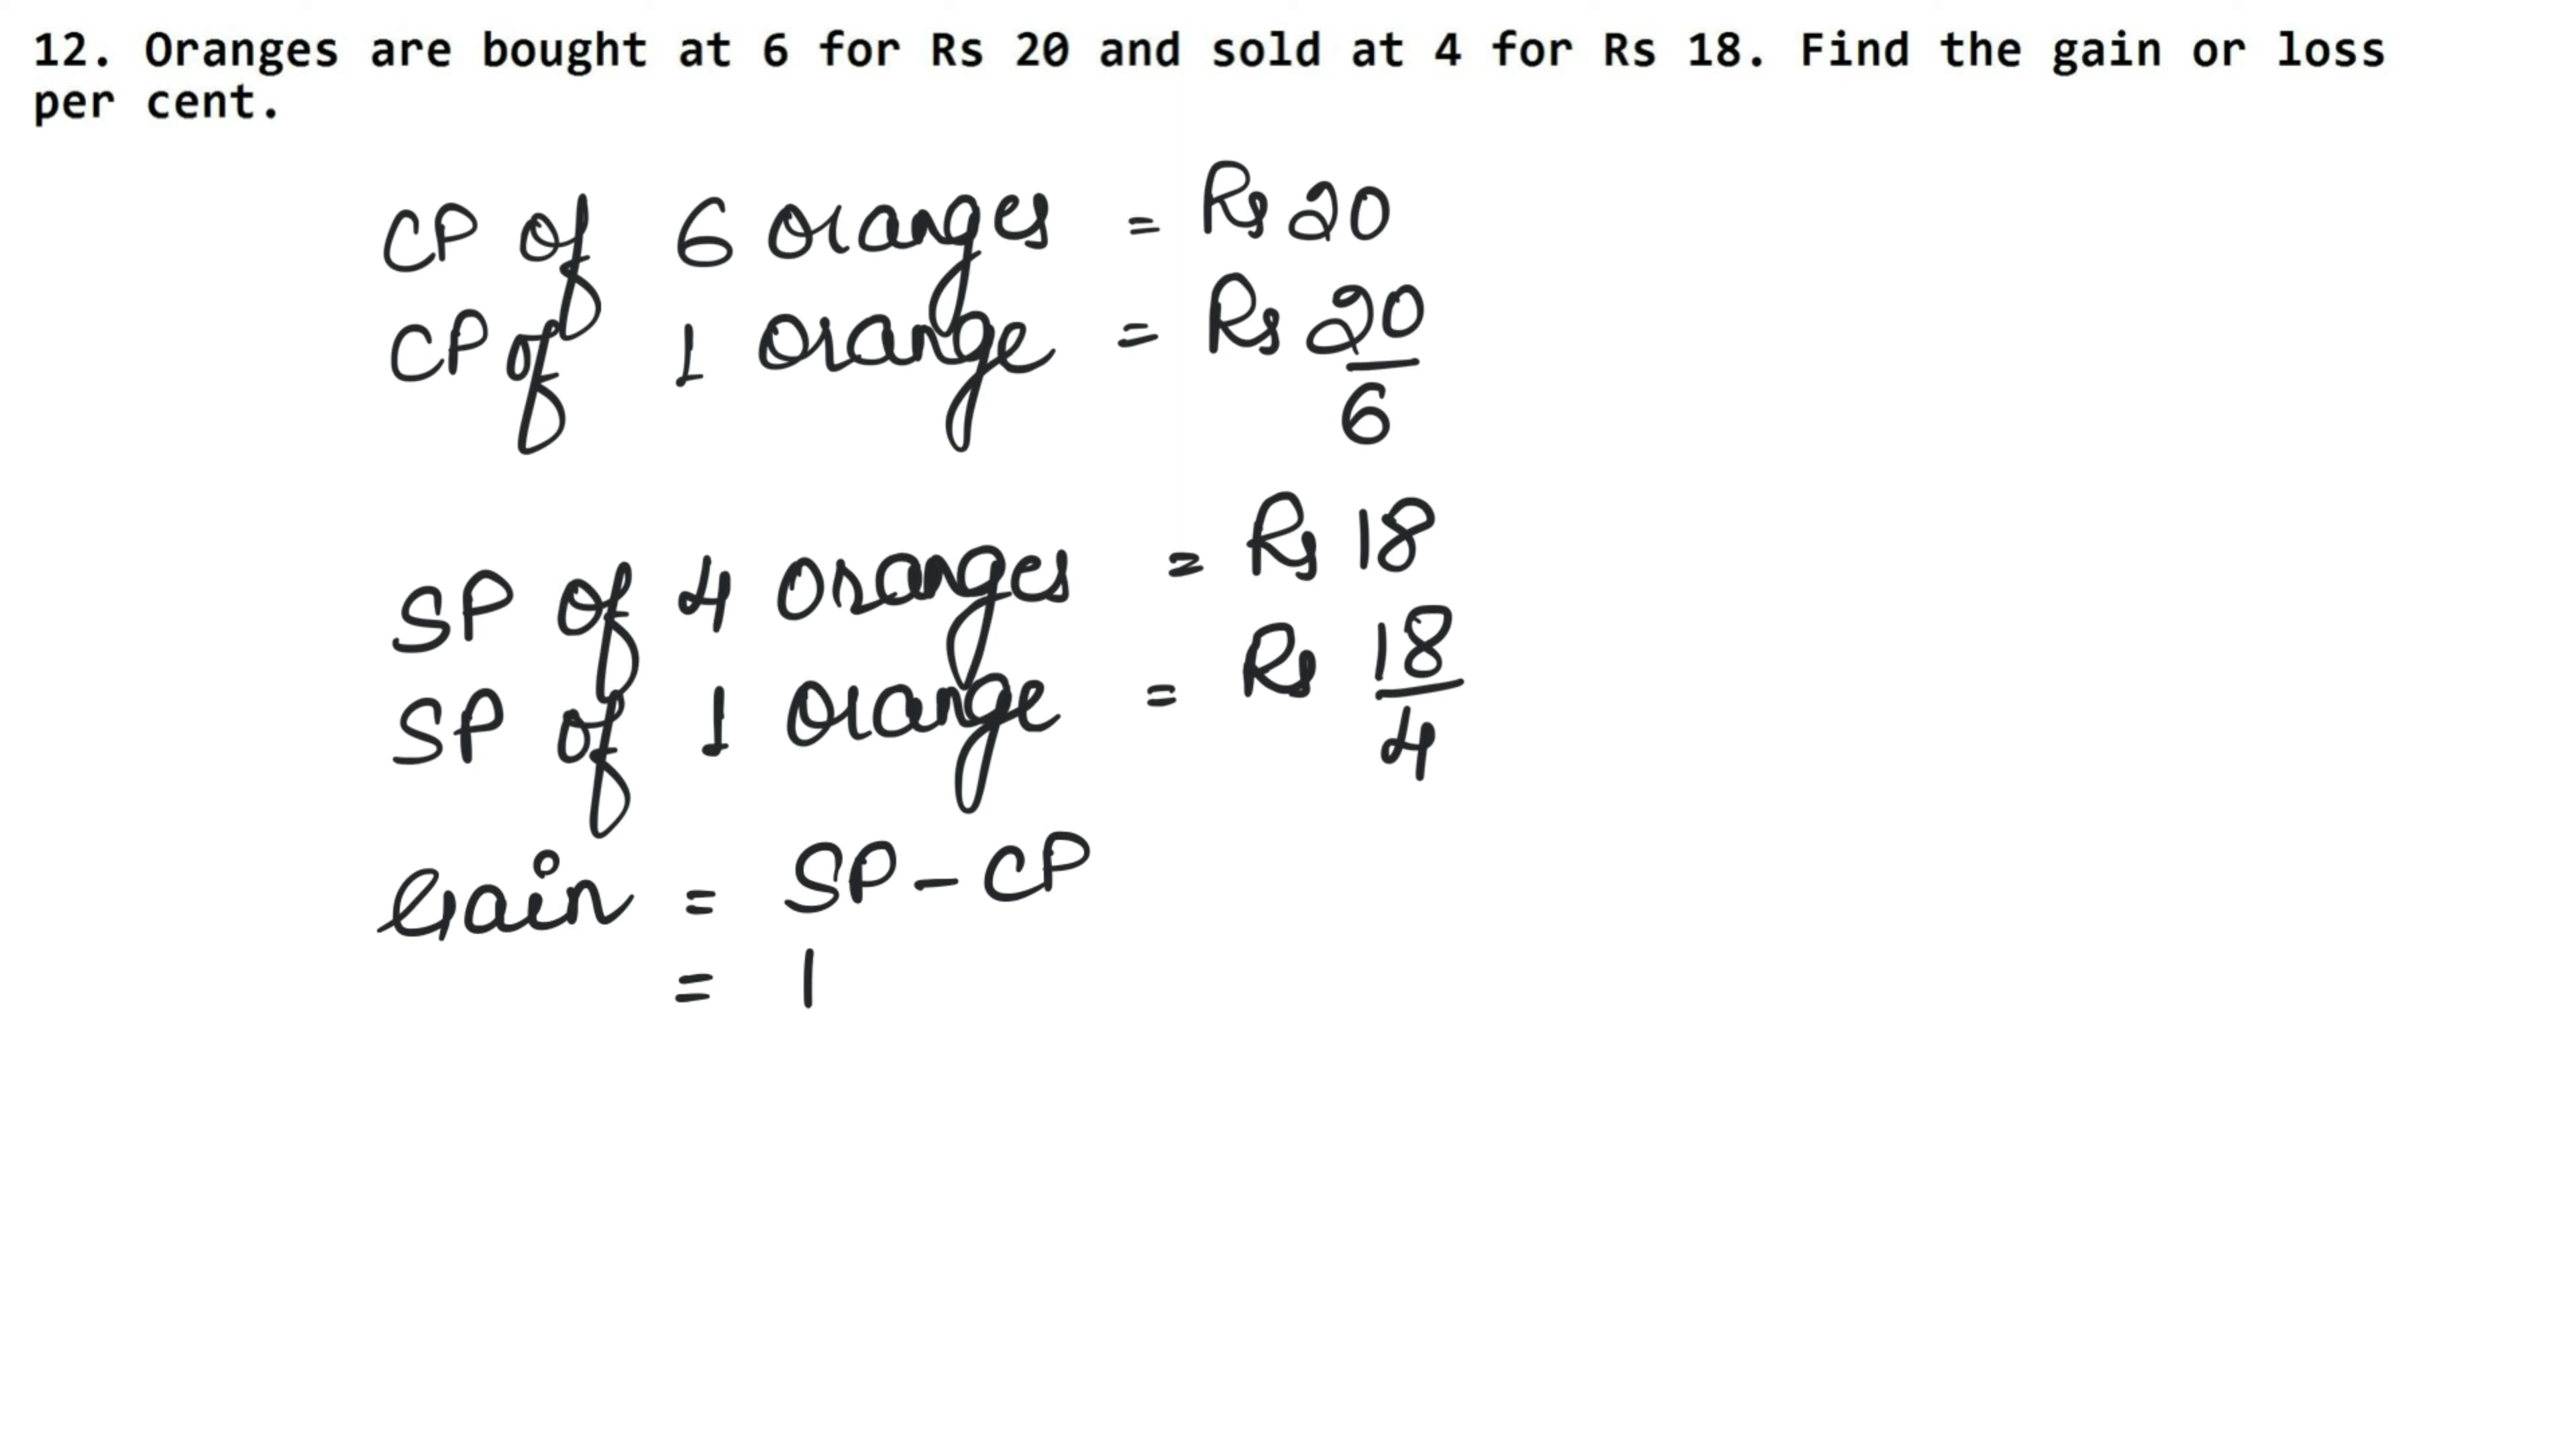 12. Oranges are bought at 6 for Rs 20 and sold at 4 for Rs 18. Find the gain or loss
per cent.
CP of 6 oranges = Rs 20
CP of 1 orange = Rs 20/6
SP of 4 oranges = Rs 18
SP of 1 orange = Rs 18/4
Gain = SP - CP
= 1